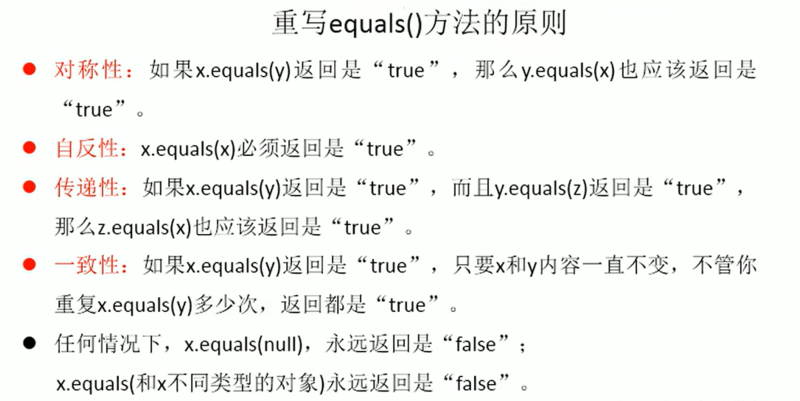 重写equals()方法的原则
● 对称性：如果x.equals(y)返回是“true”，那么y.equals(x)也应该返回是
“true”。
● 自反性：x.equals(x)必须返回是“true”。
● 传递性：如果x.equals(y)返回是“true”，而且y.equals(z)返回是“true”，
那么z.equals(x)也应该返回是“true”。
● 一致性：如果x.equals(y)返回是“true”，只要x和y内容一直不变，不管你
重复x.equals(y)多少次，返回都是“true”。
● 任何情况下，x.equals(null)，永远返回是“false”；
x.equals(和x不同类型的对象)永远返回是“false”。